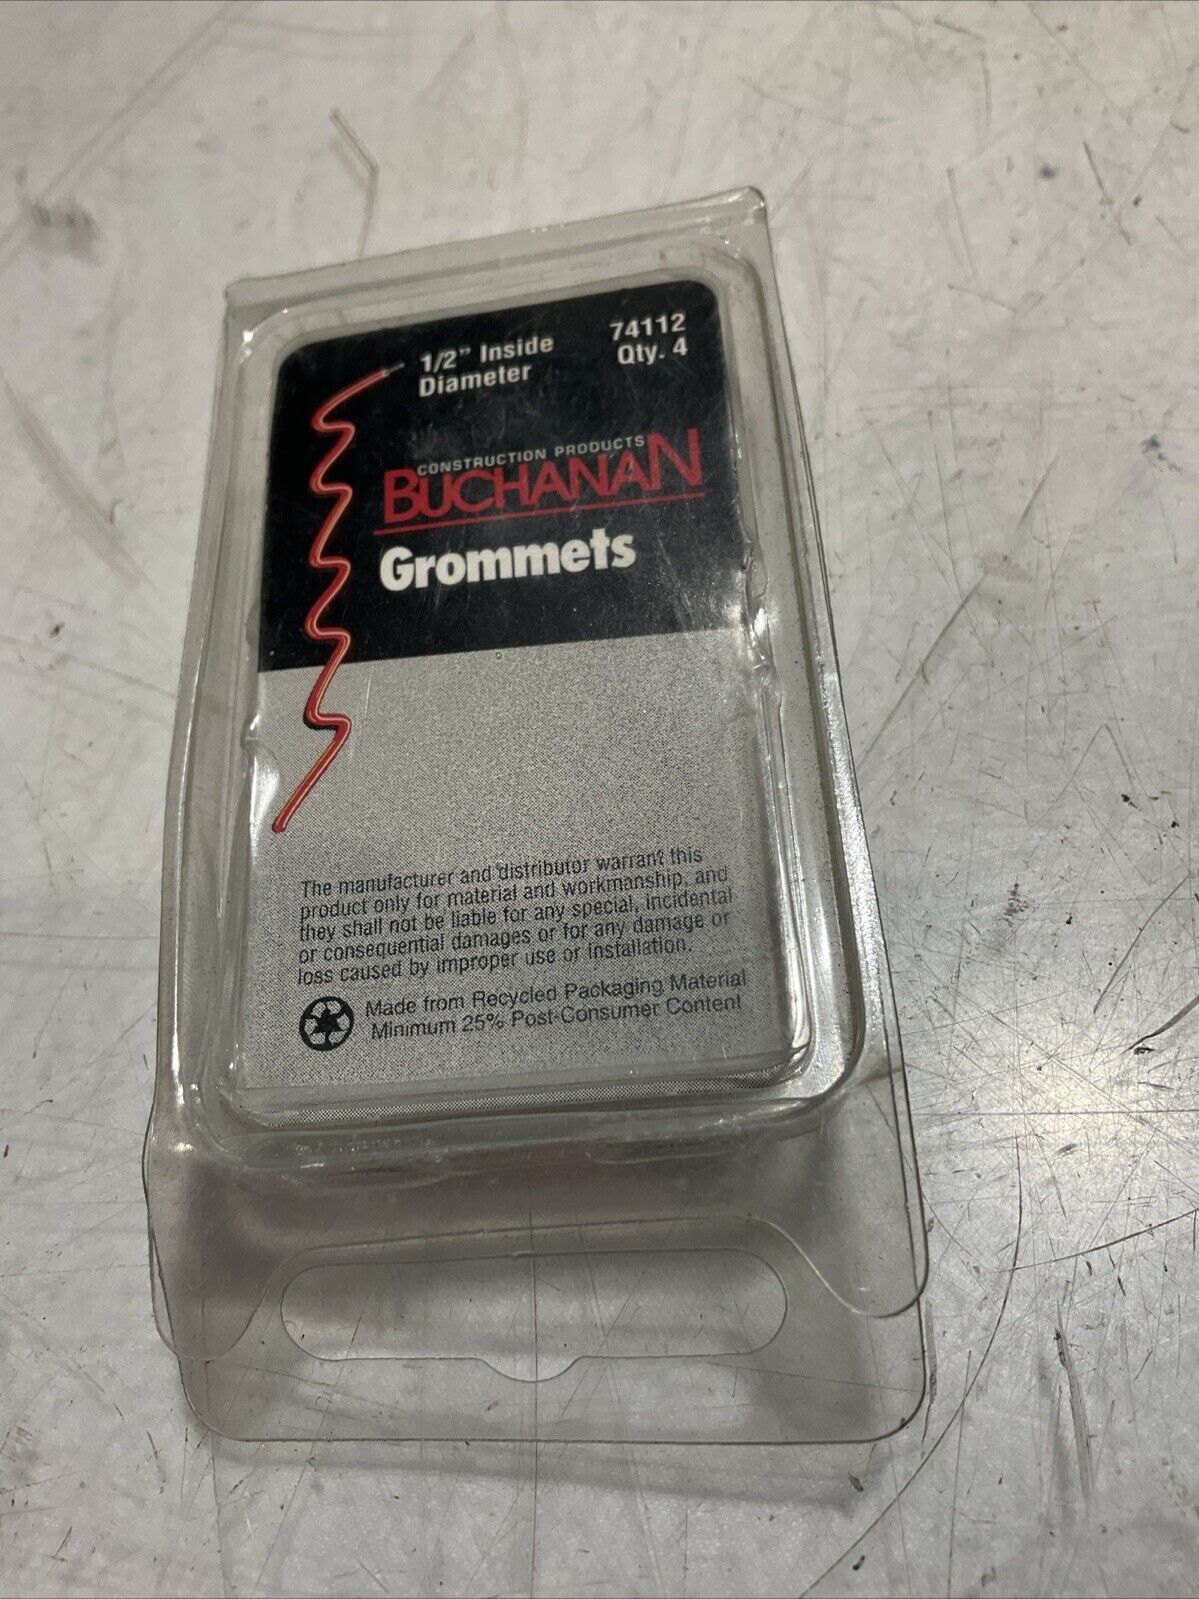 1/2" Inside
Diameter
74112
Qty. 4
CONSTRUCTION PRODUCTS
BUCHANAN
Grommets
The manufacturer and distributor warrant this
product only for material and workmanship, and
they shall not be liable for any special, incidental
or consequential damages or for any damage or
loss caused by improper use or installation.
Made from Recycled Packaging Material
Minimum 25% Post-Consumer Content